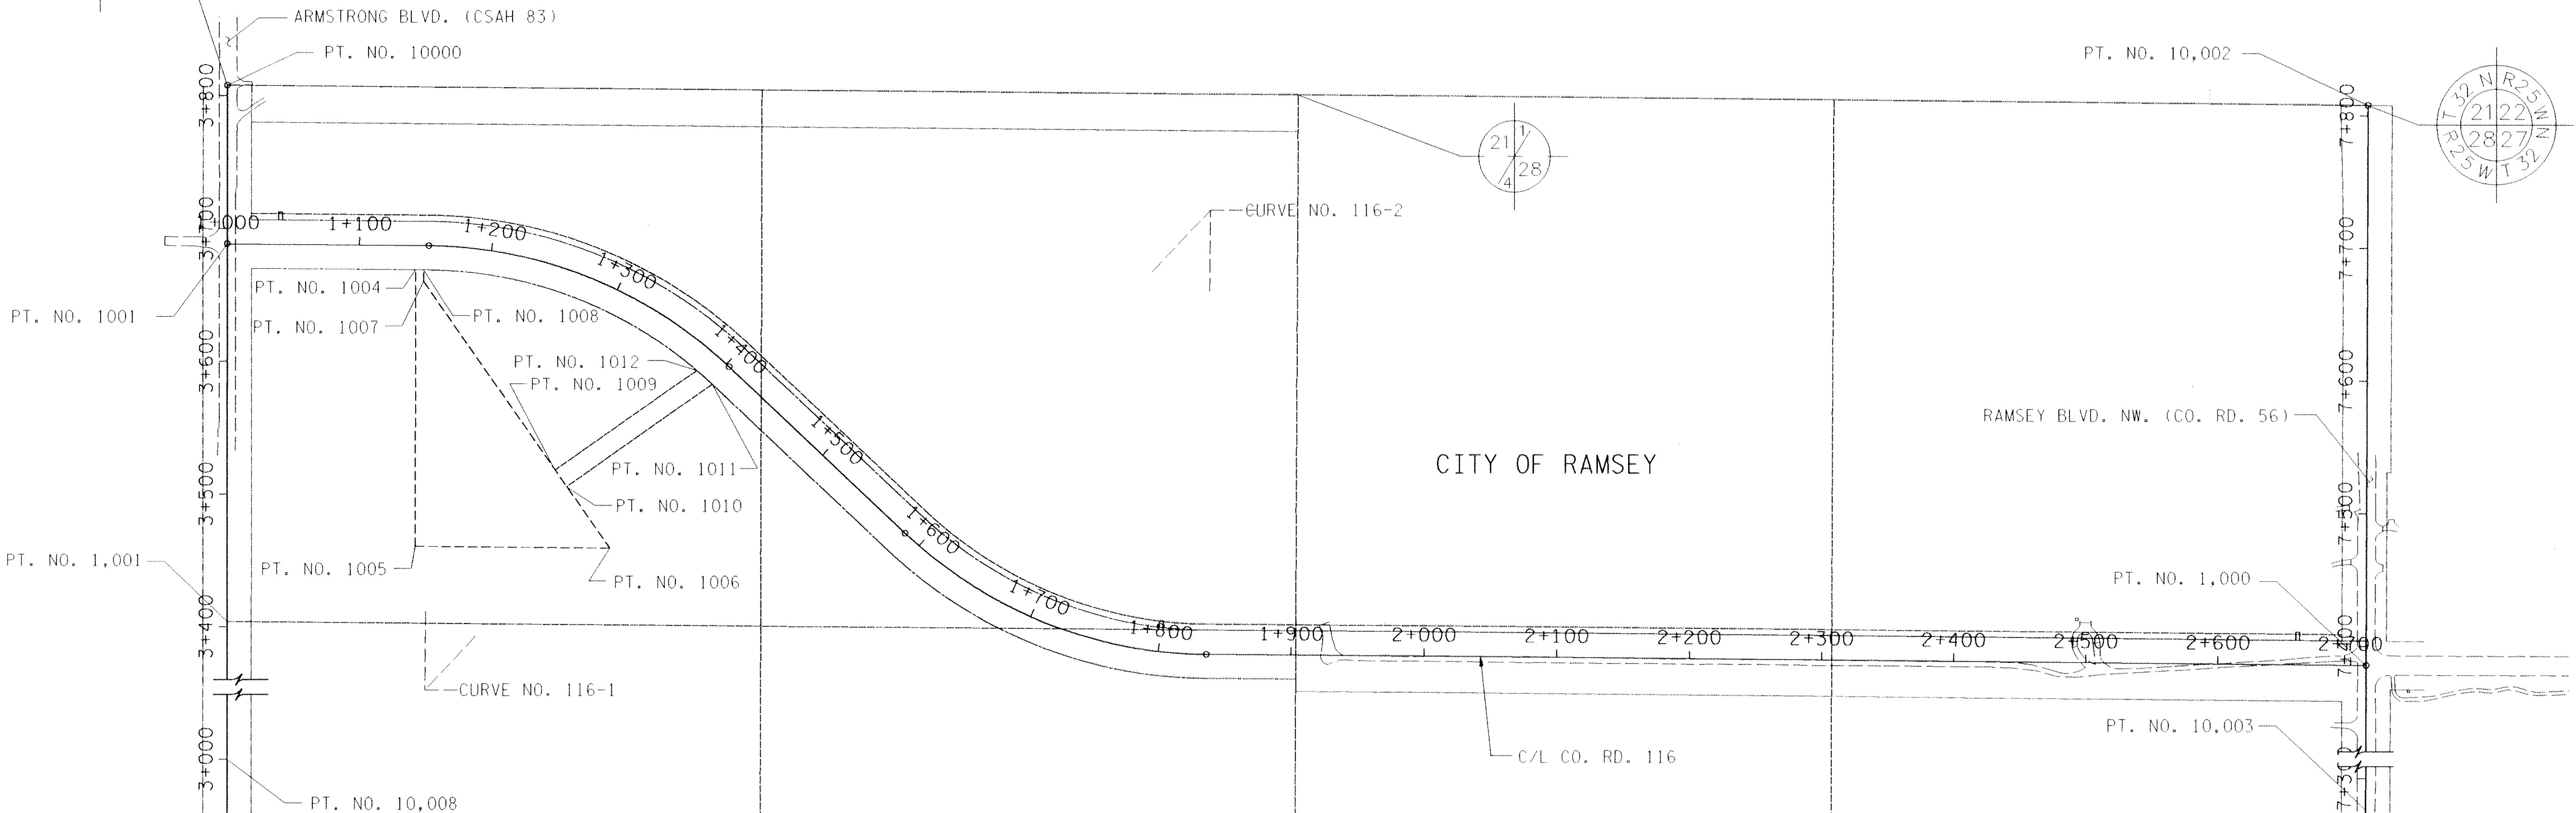 ARMSTRONG BLVD. (CSAH 83)
PT. NO. 10000
PT. NO. 10,002
T 32 N R25W N
21 22
28 27
R25W T 32 N
3+800
7+800
21 1
4 28
CURVE NO. 116-2
3+700
1+000
1+100
1+200
1+300
1+400
1+500
1+600
1+700
1+800
1+900
2+000
2+100
2+200
2+300
2+400
2+500
2+600
2+700
7+700
PT. NO. 1004
PT. NO. 1001
PT. NO. 1007
PT. NO. 1008
3+600
7+600
PT. NO. 1012
PT. NO. 1009
RAMSEY BLVD. NW. (CO. RD. 56)
PT. NO. 1011
CITY OF RAMSEY
3+500
7+500
PT. NO. 1010
PT. NO. 1,001
PT. NO. 1005
PT. NO. 1006
PT. NO. 1,000
3+400
7+400
CURVE NO. 116-1
PT. NO. 10,003
C/L CO. RD. 116
3+000
PT. NO. 10,008